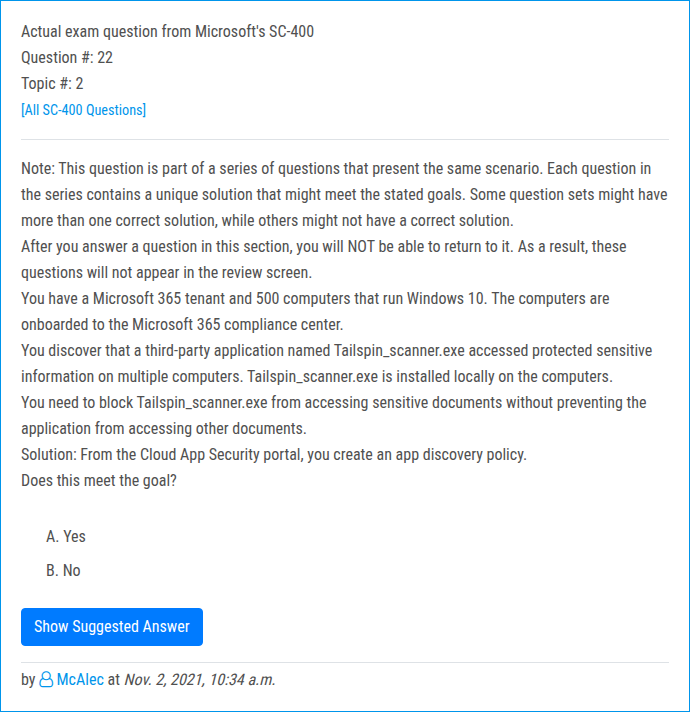 Actual exam question from Microsoft's SC-400
Question #: 22
Topic #: 2
[All SC-400 Questions]
Note: This question is part of a series of questions that present the same scenario. Each question in
the series contains a unique solution that might meet the stated goals. Some question sets might have
more than one correct solution, while others might not have a correct solution.
After you answer a question in this section, you will NOT be able to return to it. As a result, these
questions will not appear in the review screen.
You have a Microsoft 365 tenant and 500 computers that run Windows 10. The computers are
onboarded to the Microsoft 365 compliance center.
You discover that a third-party application named Tailspin_scanner.exe accessed protected sensitive
information on multiple computers. Tailspin_scanner.exe is installed locally on the computers.
You need to block Tailspin_scanner.exe from accessing sensitive documents without preventing the
application from accessing other documents.
Solution: From the Cloud App Security portal, you create an app discovery policy.
Does this meet the goal?
A. Yes
B. No
Show Suggested Answer
by McAlec at Nov. 2, 2021, 10:34 a.m.